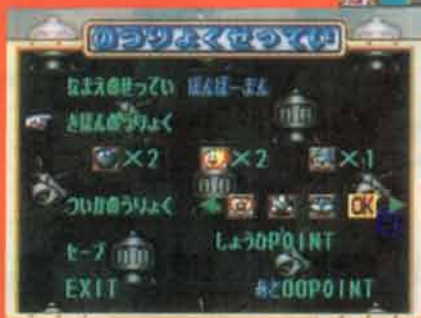 のうりょくせってい
なまえのせってい ぼんばーまん
きほんのうりょく
×2 ×2 ×1
ついかのうりょく OK
しょうひPOINT
セーブ
EXIT あと00POINT